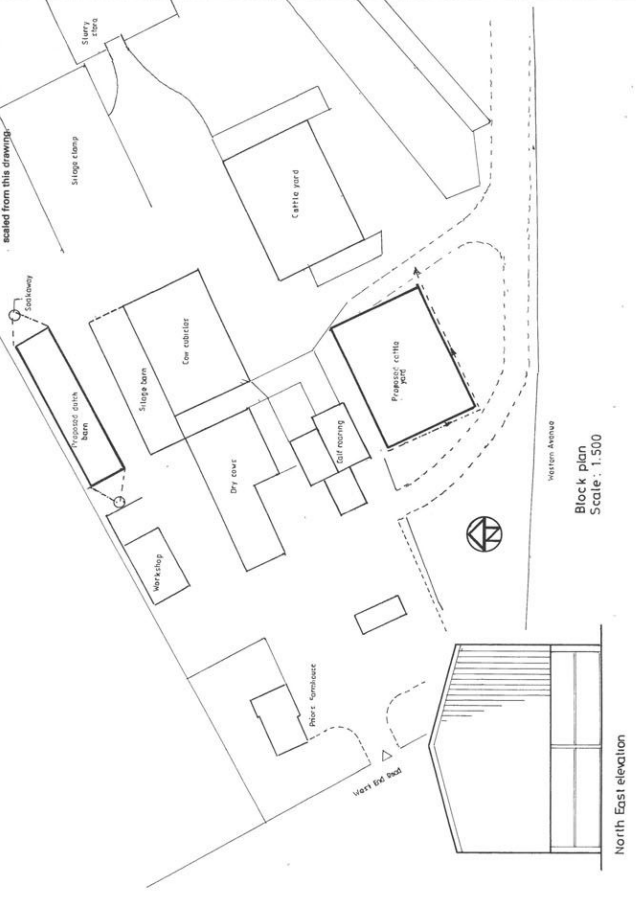 scaled from this drawing.
Slurry
store
Silage clamp
Cattle yard
Soakaway
Proposed dutch
barn
Silage barn
Cow cubicles
Proposed cattle
yard
Dry cows
Calf rearing
Workshop
Priors Farmhouse
West End Road
Western Avenue
Block plan
Scale: 1.500
N
North East elevation